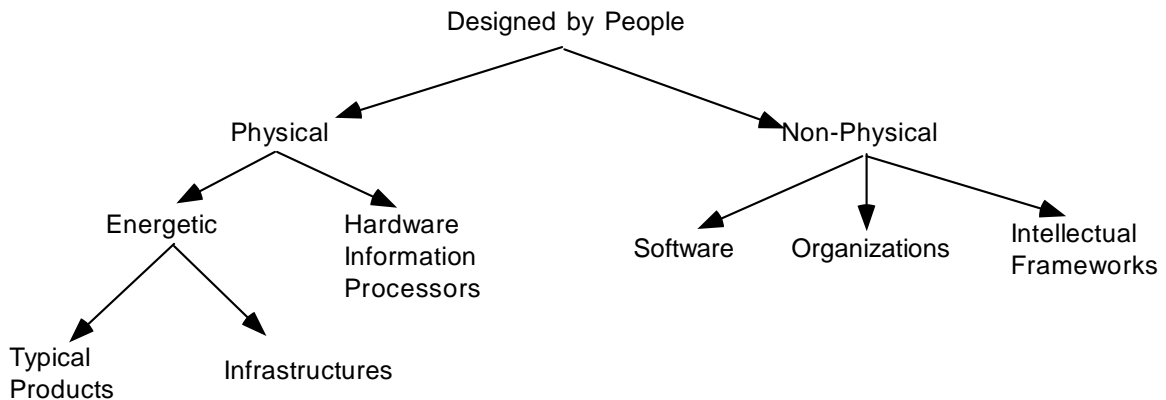 Designed by People
Physical
Non-Physical
Energetic
Hardware
Information
Processors
Software
Organizations
Intellectual
Frameworks
Typical
Products
Infrastructures